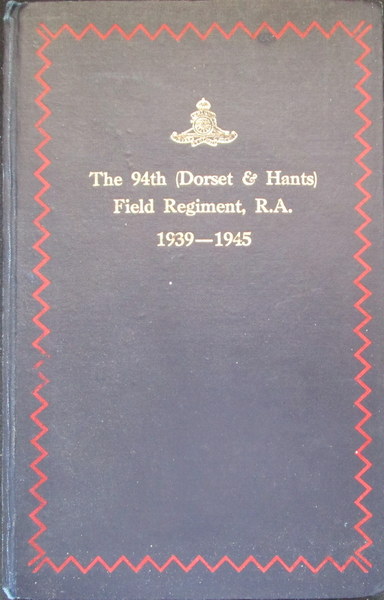 The 94th (Dorset & Hants)
Field Regiment, R.A.
1939—1945